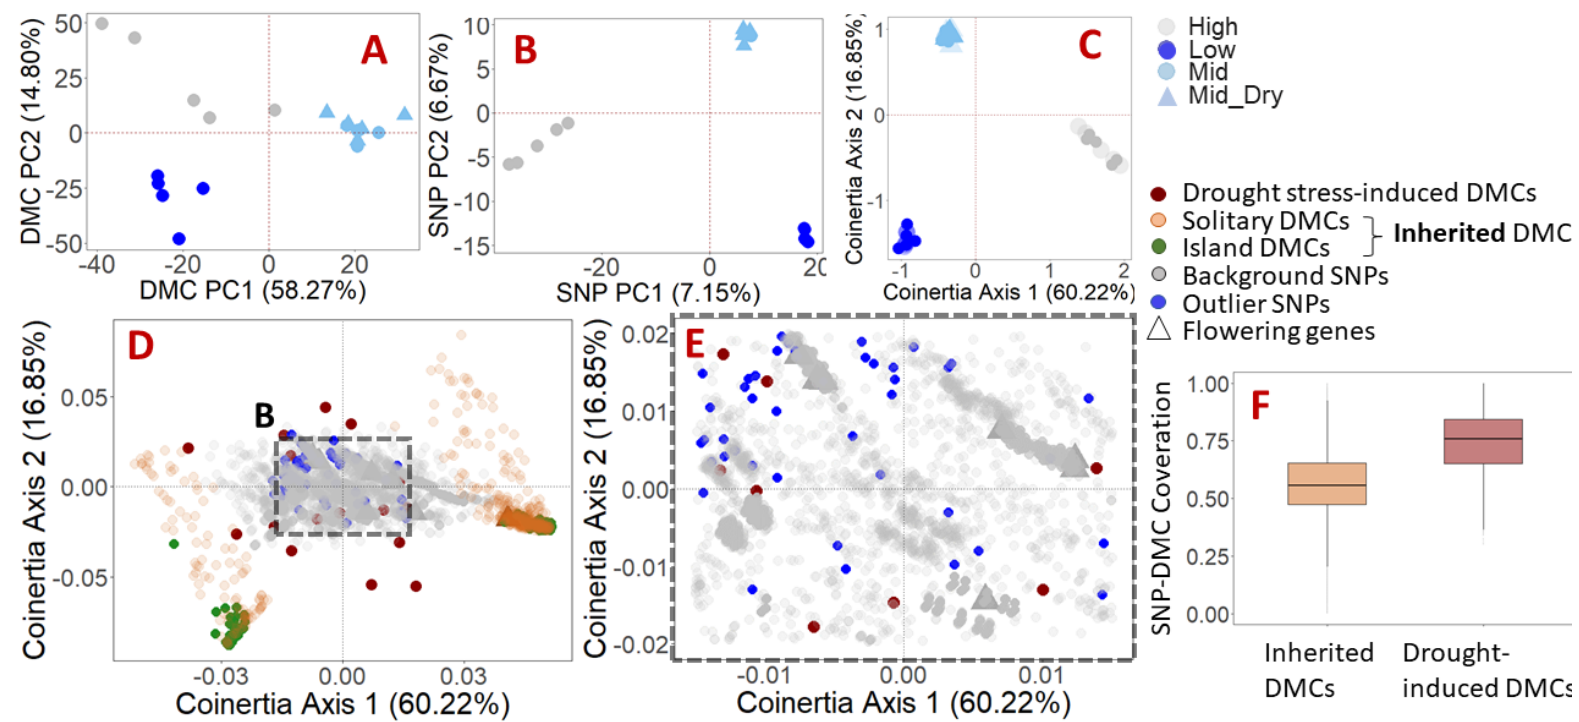 A
DMC PC2 (14.80%)
50
25
0
-25
-50
-40
-20
0
20
DMC PC1 (58.27%)
B
SNP PC2 (6.67%)
10
5
0
-5
-10
-15
-20
0
20
SNP PC1 (7.15%)
C
Coinertia Axis 2 (16.85%)
1
0
-1
-1
0
1
2
Coinertia Axis 1 (60.22%)
High
Low
Mid
Mid_Dry
Drought stress-induced DMCs
Solitary DMCs
Island DMCs
Inherited DMC
Background SNPs
Outlier SNPs
Flowering genes
D
Coinertia Axis 2 (16.85%)
0.05
0.00
-0.05
B
-0.03
0.00
0.03
Coinertia Axis 1 (60.22%)
E
Coinertia Axis 2 (16.85%)
0.02
0.01
0.00
-0.01
-0.02
-0.01
0.00
0.01
Coinertia Axis 1 (60.22%)
F
SNP-DMC Coveration
1.00
0.75
0.50
0.25
0.00
Inherited
DMCs
Drought-
induced DMCs